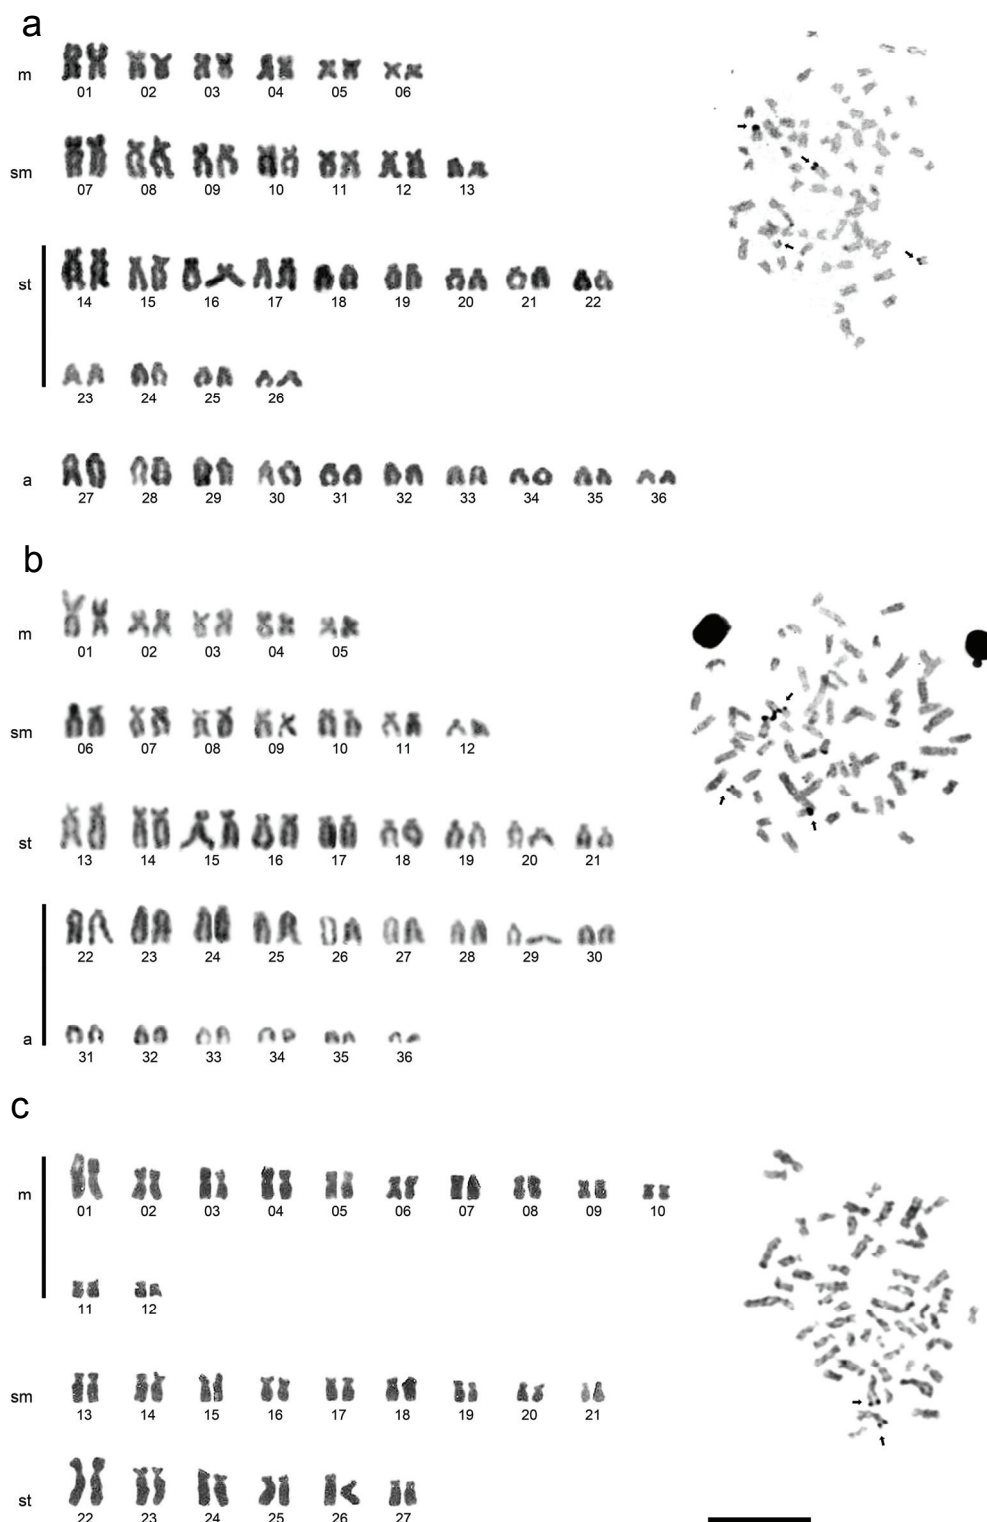 a
m
01 02 03 04 05 06
sm
07 08 09 10 11 12 13
st
14 15 16 17 18 19 20 21 22
23 24 25 26
a
27 28 29 30 31 32 33 34 35 36
b
m
01 02 03 04 05
sm
06 07 08 09 10 11 12
st
13 14 15 16 17 18 19 20 21
22 23 24 25 26 27 28 29 30
a
31 32 33 34 35 36
c
m
01 02 03 04 05 06 07 08 09 10
11 12
sm
13 14 15 16 17 18 19 20 21
st
22 23 24 25 26 27